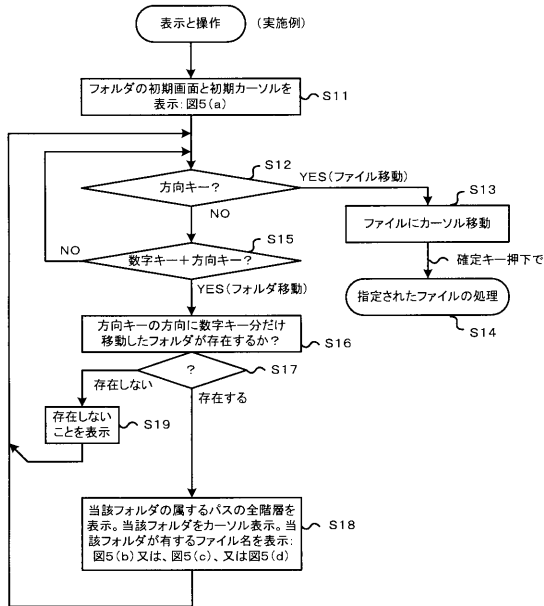 表示と操作
(実施例)
フォルダの初期画面と初期カーソルを
表示:図5(a)
S11
S12
方向キー?
YES(ファイル移動)
NO
S13
ファイルにカーソル移動
S15
NO
数字キー+方向キー?
確定キー押下で
YES(フォルダ移動)
指定されたファイルの処理
S14
方向キーの方向に数字キー分だけ
移動したフォルダが存在するか?
S16
?
S17
存在しない
存在する
存在しない
ことを表示
S19
当該フォルダの属するパスの全階層を
表示。当該フォルダをカーソル表示。当
該フォルダが有するファイル名を表示:
図5(b)又は、図5(c)、又は図5(d)
S18